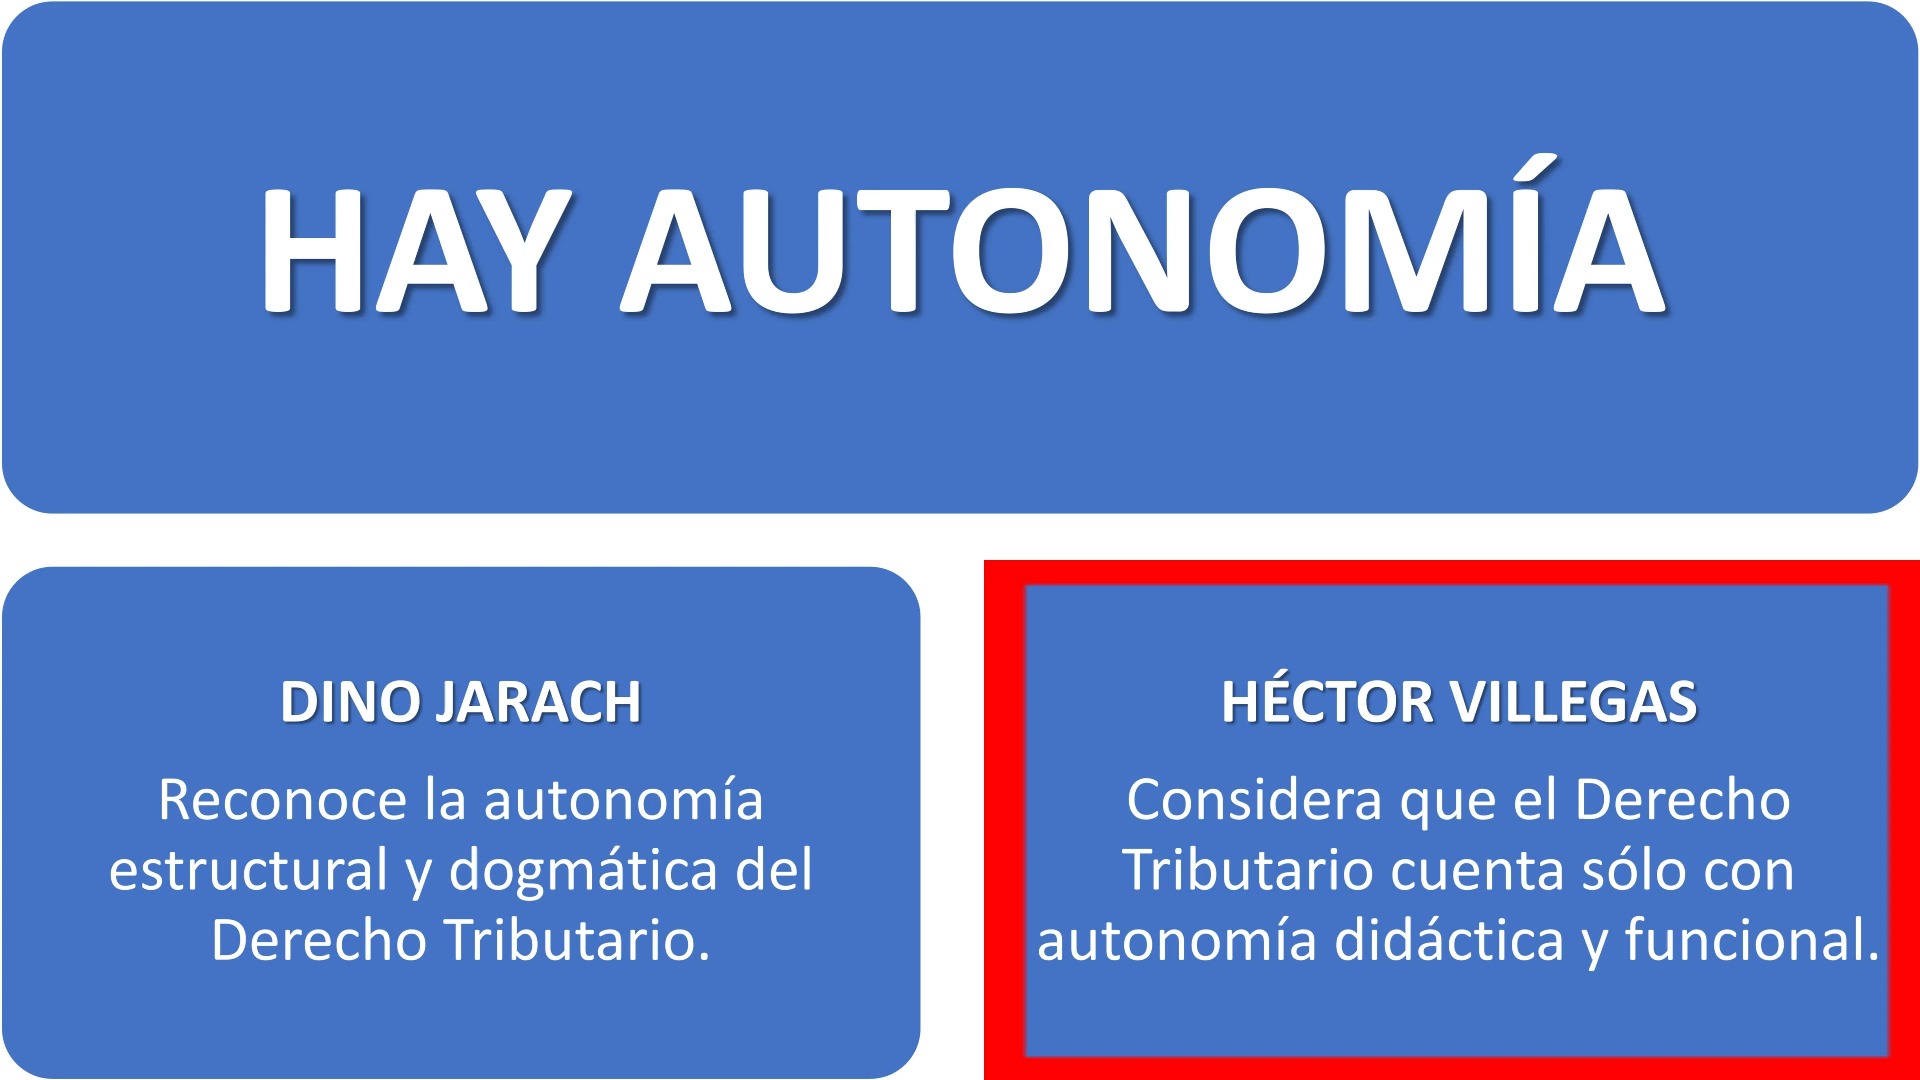 HAY AUTONOMÍA
DINO JARACH
Reconoce la autonomía
estructural y dogmática del
Derecho Tributario.
HÉCTOR VILLEGAS
Considera que el Derecho
Tributario cuenta sólo con
autonomía didáctica y funcional.